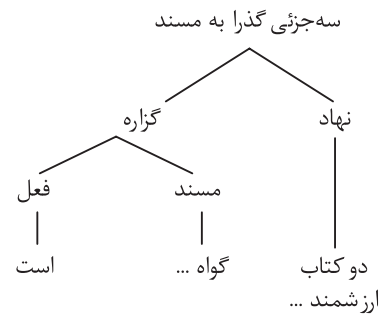 سه‌جزئی گذرا به مسند
نهاد
گزاره
مسند
فعل
دو کتاب
ارزشمند ...
گواه ...
است